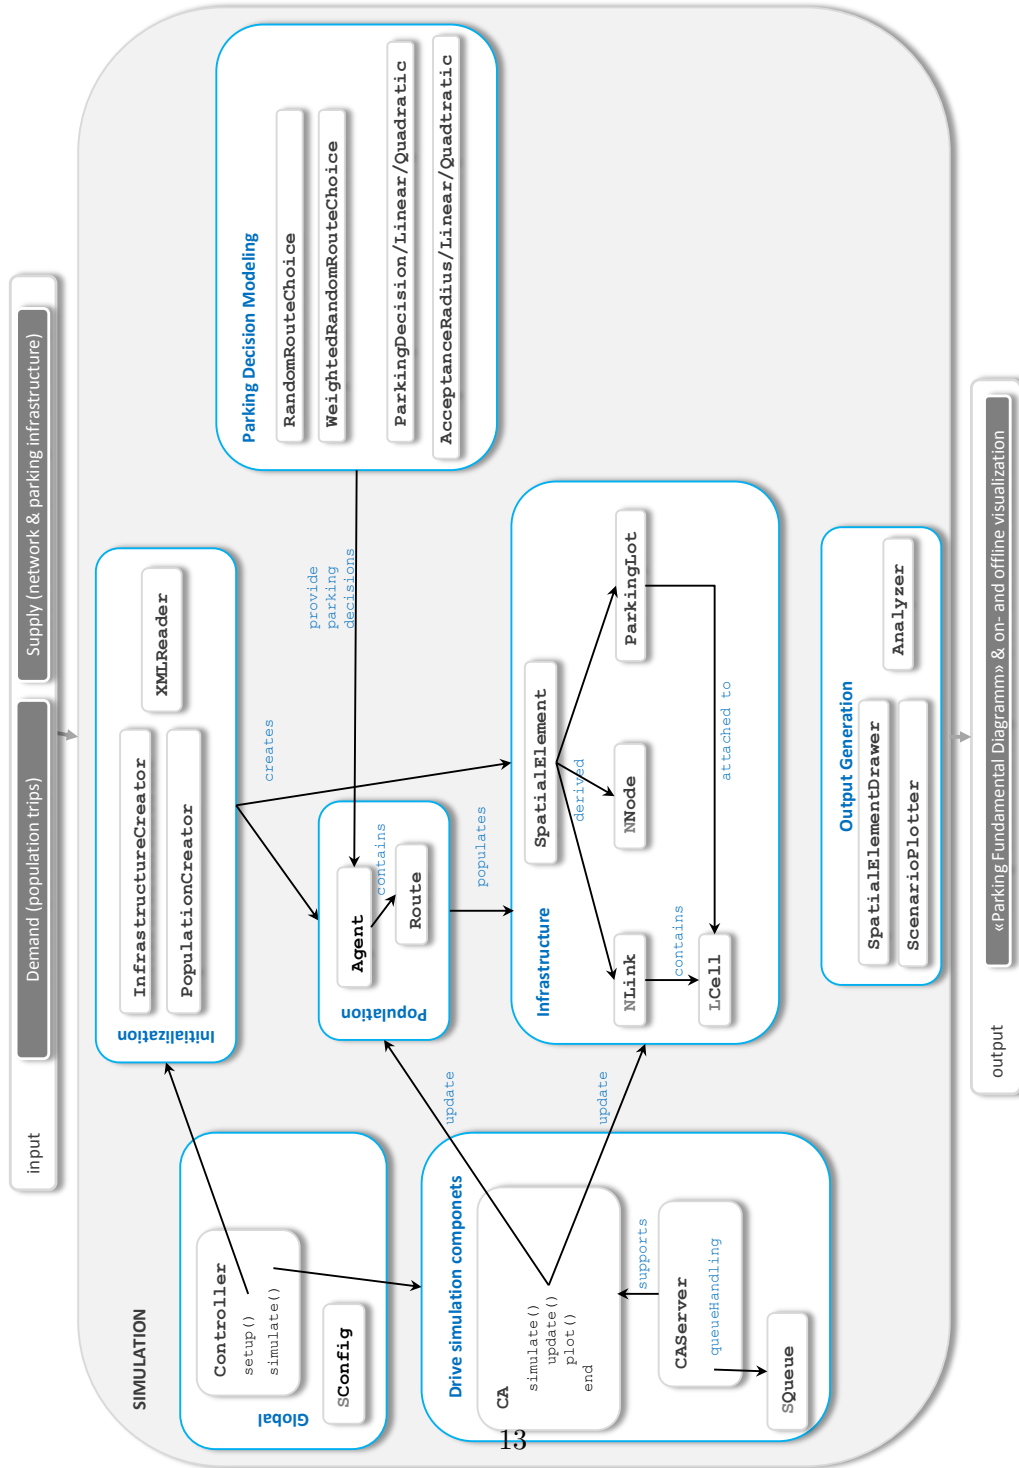 input
Demand (population trips)
Supply (network & parking infrastructure)
SIMULATION
Global
Controller
setup()
simulate()
SConfig
Initialization
InfrastructureCreator
PopulationCreator
XMLReader
creates
Parking Decision Modeling
RandomRouteChoice
WeightedRandomRouteChoice
ParkingDecision/Linear/Quadratic
AcceptanceRadius/Linear/Quadtratic
provide
parking
decisions
Population
Agent
contains
Route
populates
update
update
Drive simulation componets
CA
simulate()
update()
plot()
end
supports
CAServer
queueHandling
SQueue
Infrastructure
SpatialElement
derived
NLink
NNode
ParkingLot
contains
attached to
LCell
Output Generation
SpatialElementDrawer
ScenarioPlotter
Analyzer
output
«Parking Fundamental Diagramm» & on- and offline visualization
13